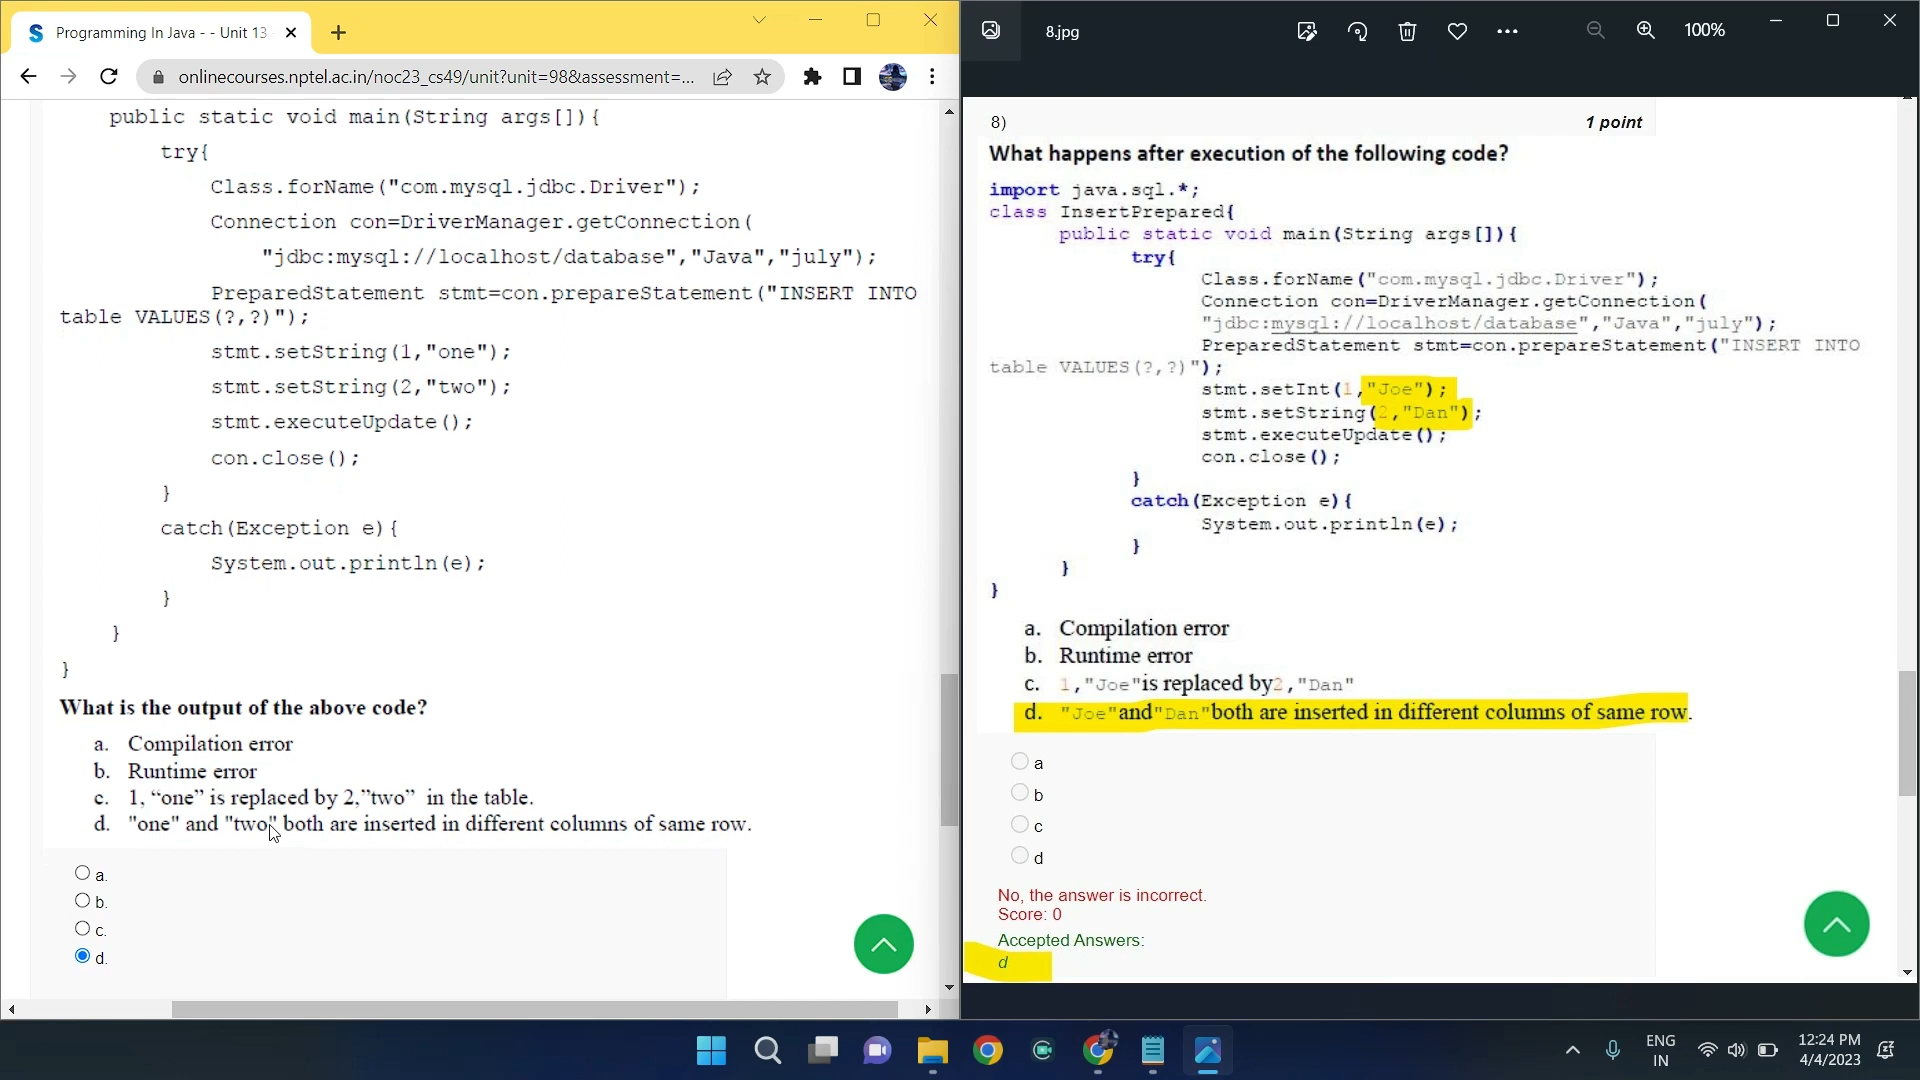 Programming In Java - - Unit 13
onlinecourses.nptel.ac.in/noc23_cs49/unit?unit=98&assessment=...
public static void main(String args[]){
try{
Class.forName("com.mysql.jdbc.Driver");
Connection con=DriverManager.getConnection(
"jdbc:mysql://localhost/database","Java","july");
PreparedStatement stmt=con.prepareStatement("INSERT INTO
table VALUES(?,?)");
stmt.setString(1,"one");
stmt.setString(2,"two");
stmt.executeUpdate();
con.close();
}
catch(Exception e){
System.out.println(e);
}
}
}
What is the output of the above code?
a. Compilation error
b. Runtime error
c. 1, “one” is replaced by 2,”two” in the table.
d. "one" and "two" both are inserted in different columns of same row.
a.
b.
c.
d.
8.jpg
100%
8)
1 point
What happens after execution of the following code?
import java.sql.*;
class InsertPrepared{
public static void main(String args[]){
try{
Class.forName("com.mysql.jdbc.Driver");
Connection con=DriverManager.getConnection(
"jdbc:mysql://localhost/database","Java","july");
PreparedStatement stmt=con.prepareStatement("INSERT INTO
table VALUES(?,?)");
stmt.setInt(1,"Joe");
stmt.setString(2,"Dan");
stmt.executeUpdate();
con.close();
}
catch(Exception e){
System.out.println(e);
}
}
}
a. Compilation error
b. Runtime error
c. 1,"Joe"is replaced by2,"Dan"
d. "Joe"and"Dan"both are inserted in different columns of same row.
a
b
c
d
No, the answer is incorrect.
Score: 0
Accepted Answers:
d
ENG
IN
12:24 PM
4/4/2023